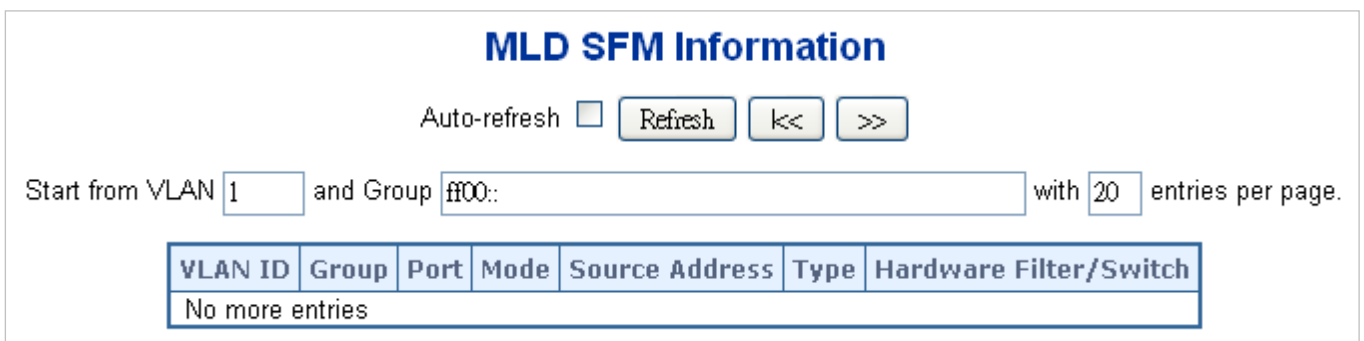 MLD SFM Information
Auto-refresh Refresh |<< >>
Start from VLAN 1 and Group ff00:: with 20 entries per page.
VLAN ID Group Port Mode Source Address Type Hardware Filter/Switch
No more entries